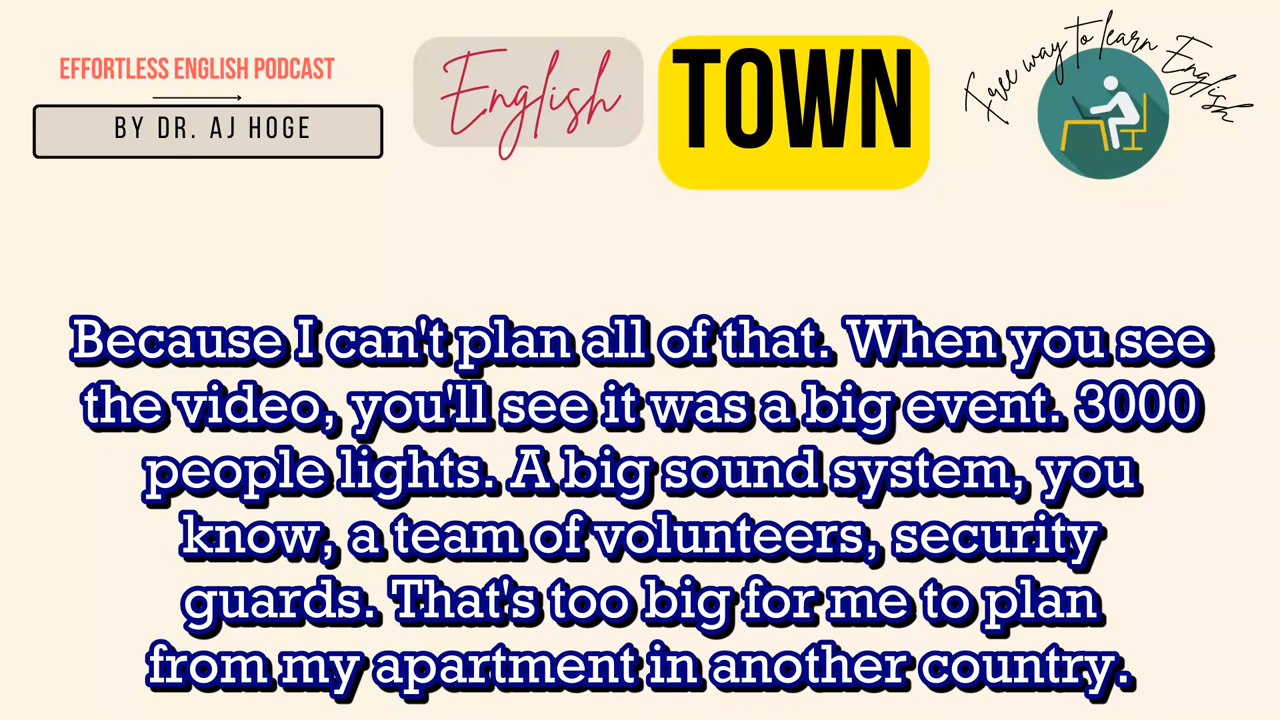 EFFORTLESS ENGLISH PODCAST
BY DR. AJ HOGE
English
TOWN
Free way to learn English
Because I can't plan all of that. When you see
the video, you'll see it was a big event. 3000
people lights. A big sound system, you
know, a team of volunteers, security
guards. That's too big for me to plan
from my apartment in another country.